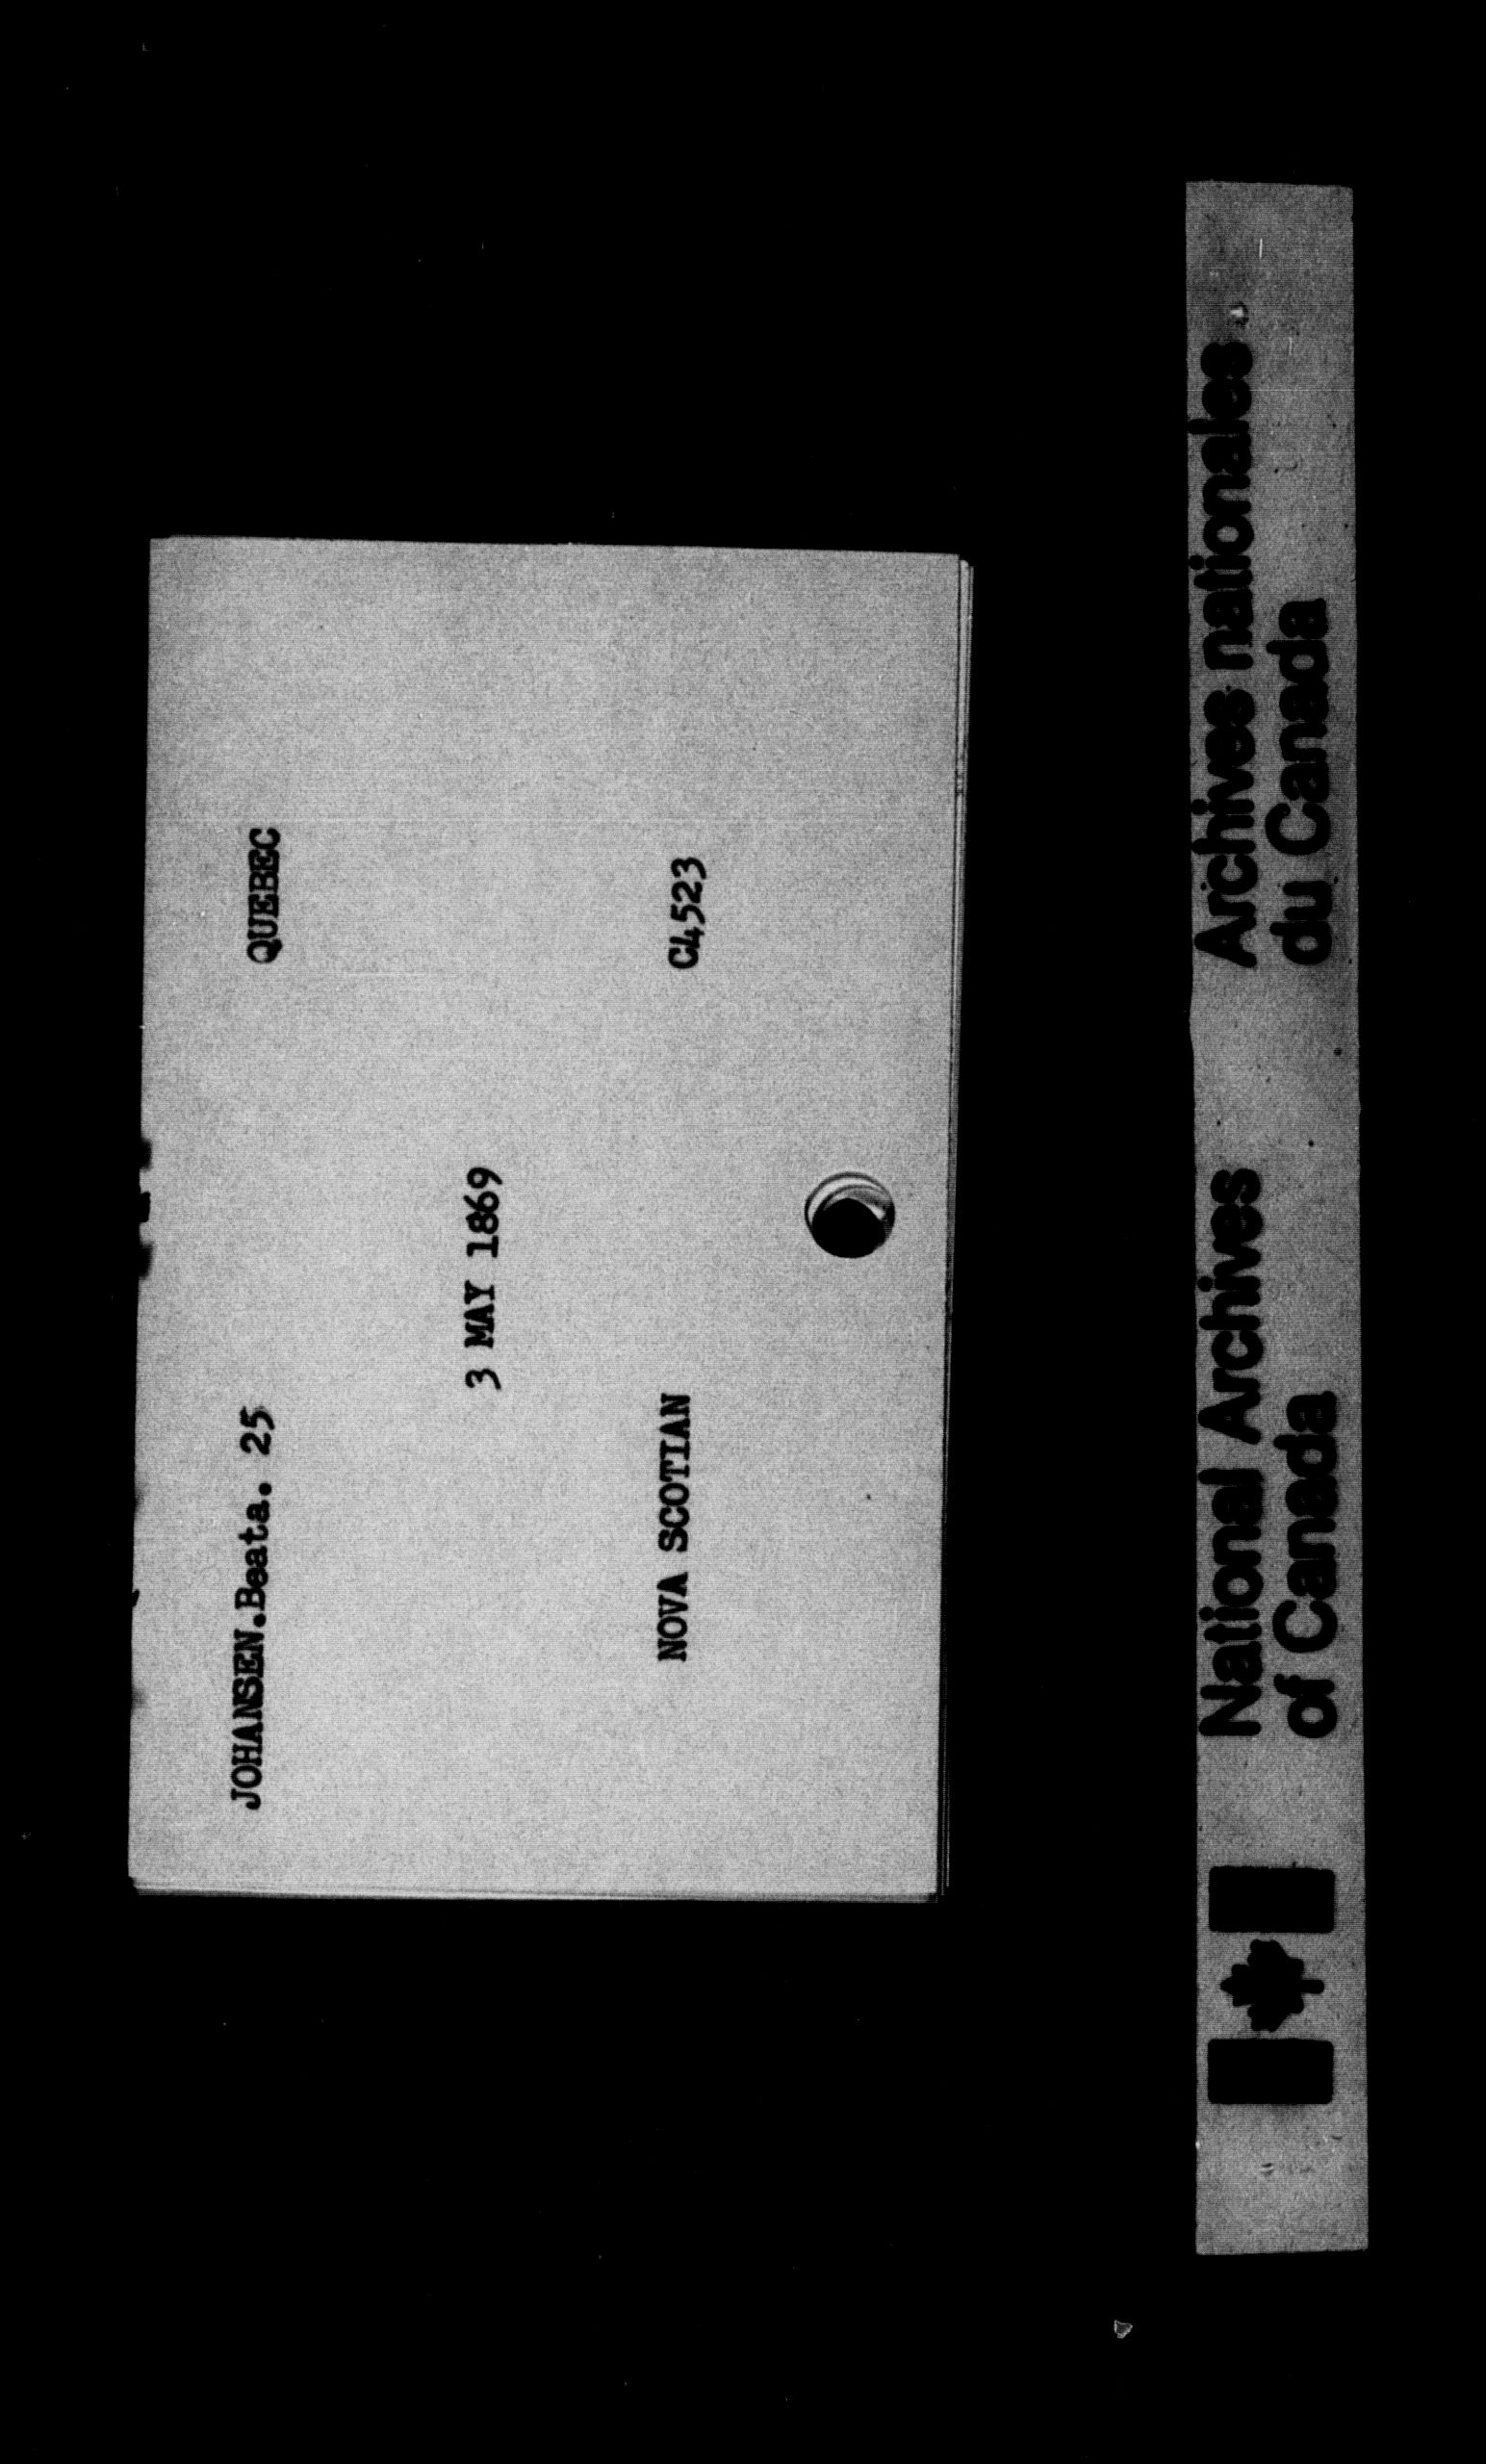 JOHANSEN.Beata. 25 QUEBEC
3 MAY 1869
NOVA SCOTIAN C4523
National Archives Archives nationales
of Canada du Canada